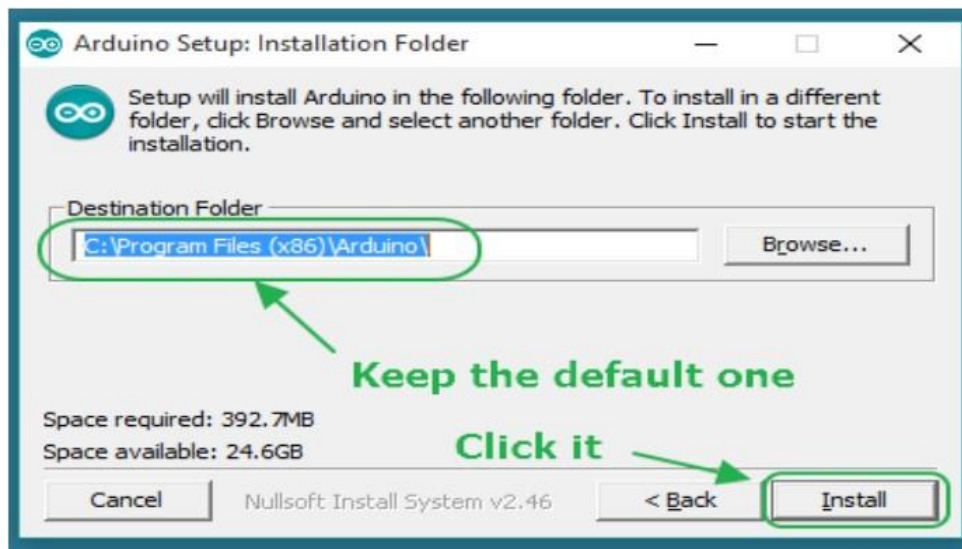 Arduino Setup: Installation Folder
Setup will install Arduino in the following folder. To install in a different
folder, click Browse and select another folder. Click Install to start the
installation.
Destination Folder
C:\Program Files (x86)\Arduino\
Browse...
Keep the default one
Space required: 392.7MB
Space available: 24.6GB
Click it
Cancel
Nullsoft Install System v2.46
< Back
Install